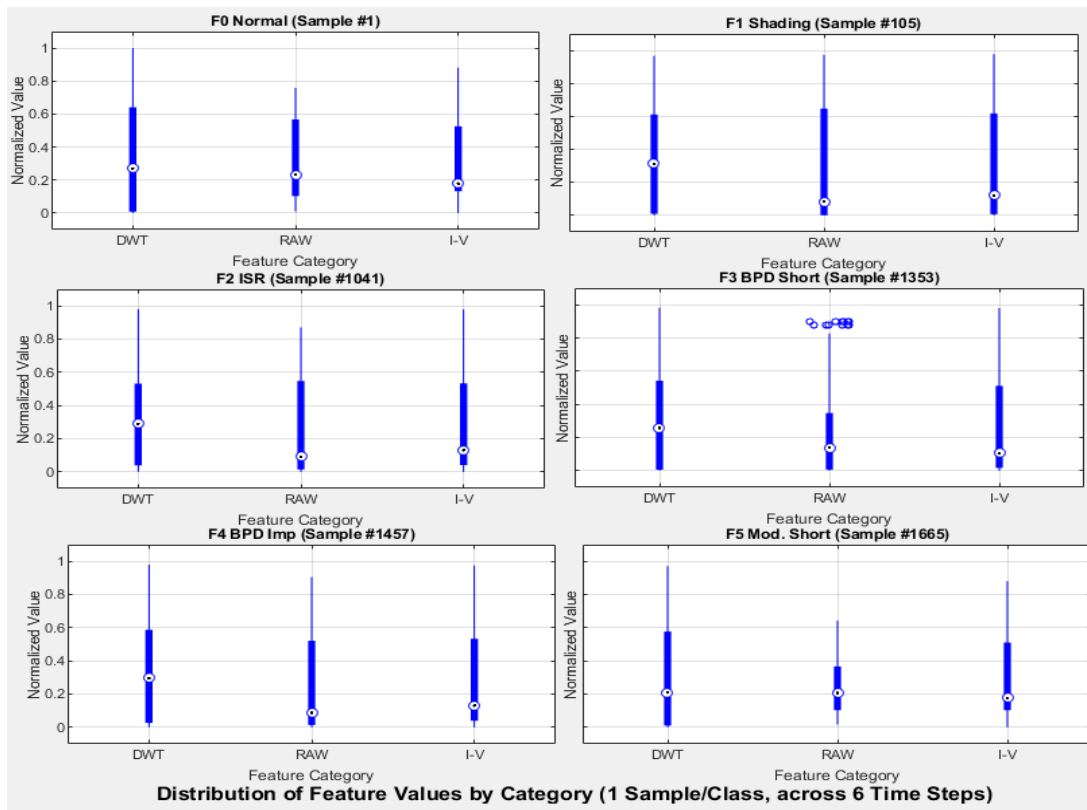 F0 Normal (Sample #1)
1
0.8
0.6
0.4
0.2
0
Normalized Value
DWT
RAW
I-V
Feature Category
F1 Shading (Sample #105)
Normalized Value
DWT
RAW
I-V
Feature Category
F2 ISR (Sample #1041)
1
0.8
0.6
0.4
0.2
0
Normalized Value
DWT
RAW
I-V
Feature Category
F3 BPD Short (Sample #1353)
Normalized Value
DWT
RAW
I-V
Feature Category
F4 BPD Imp (Sample #1457)
1
0.8
0.6
0.4
0.2
0
Normalized Value
DWT
RAW
I-V
Feature Category
F5 Mod. Short (Sample #1665)
Normalized Value
DWT
RAW
I-V
Feature Category
Distribution of Feature Values by Category (1 Sample/Class, across 6 Time Steps)